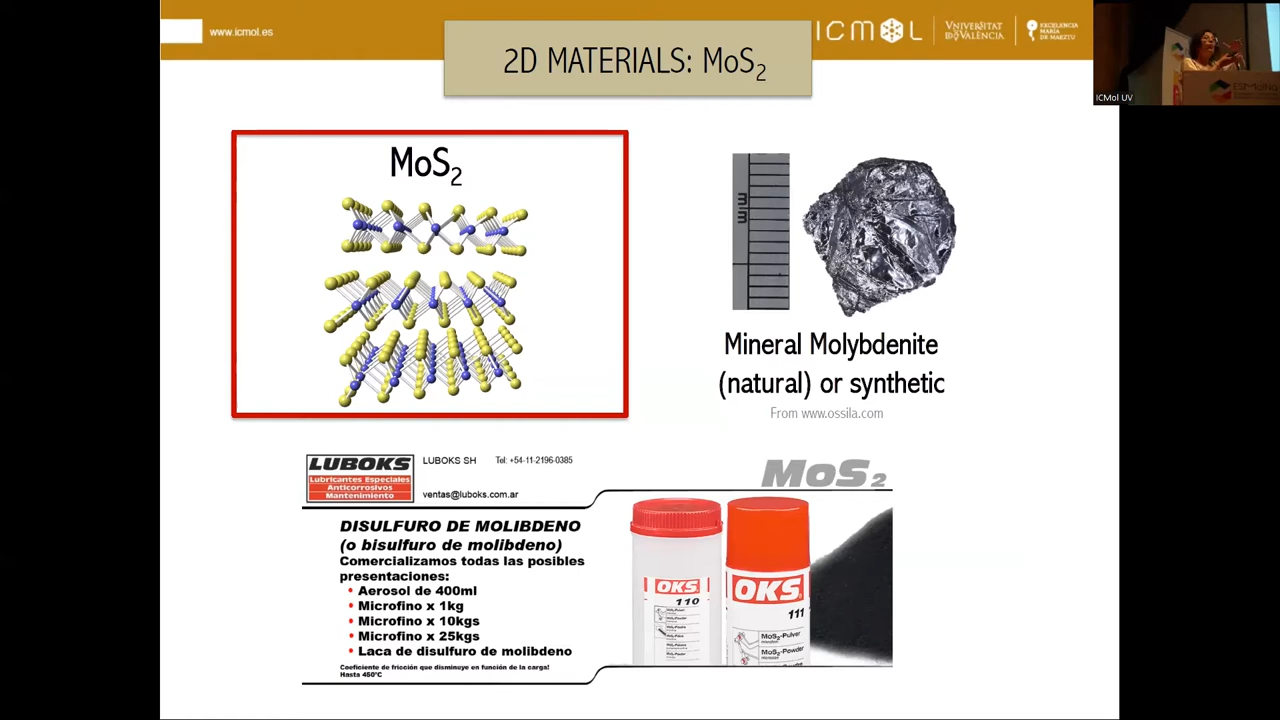 www.icmol.es
2D MATERIALS: MoS₂
ICMOL
VNIVERSITAT
ID VALÈNCIA
EXCELENCIA
MARÍA
DE MAEZTU
ICMol UV
MoS₂
mm
Mineral Molybdenite
(natural) or synthetic
From www.ossila.com
LUBOKS
Lubricantes Especiales
Anticorrosivos
Mantenimiento
LUBOKS SH Tel: +54-11-2196-0385
ventas@luboks.com.ar
MoS₂
DISULFURO DE MOLIBDENO
(o bisulfuro de molibdeno)
Comercializamos todas las posibles
presentaciones:
• Aerosol de 400ml
• Microfino x 1kg
• Microfino x 10kgs
• Microfino x 25kgs
• Laca de disulfuro de molibdeno
Coeficiente de fricción que disminuye en función de la carga!
Hasta 450°C
OKS
110
OKS
111
MoS₂-Pulver
MoS₂-Powder